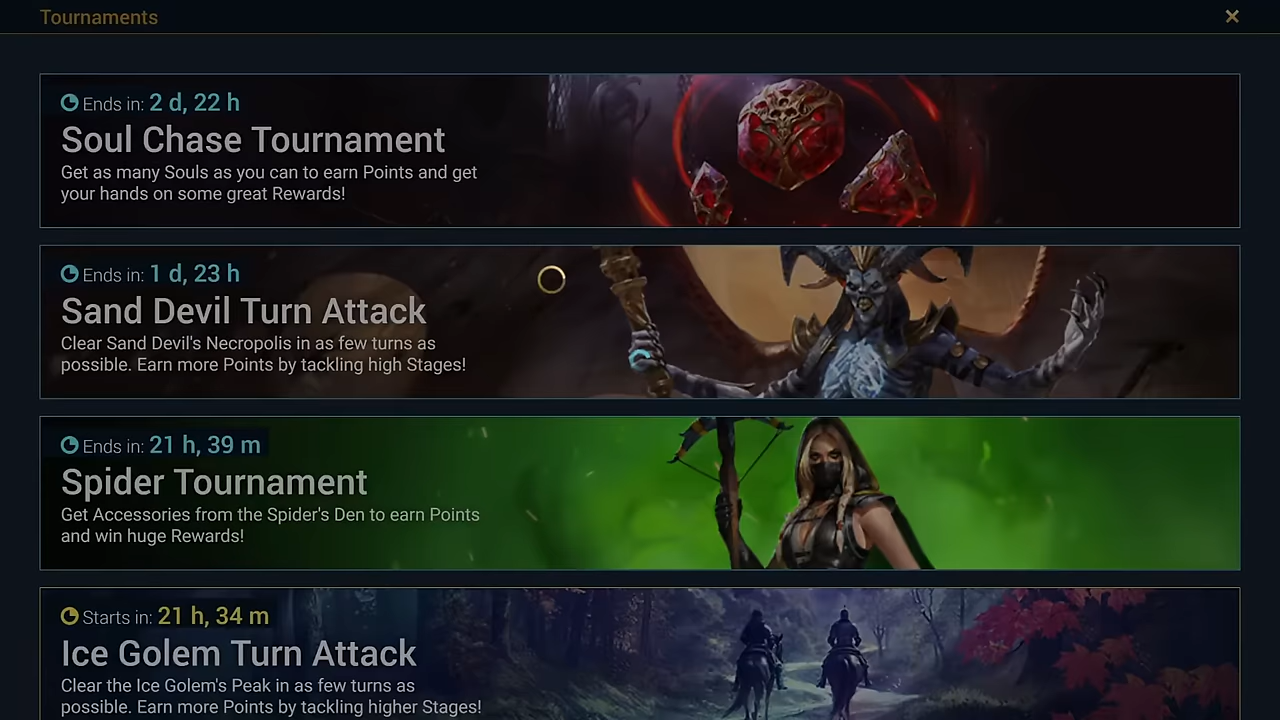 Tournaments
Ends in: 2 d, 22 h
Soul Chase Tournament
Get as many Souls as you can to earn Points and get
your hands on some great Rewards!
Ends in: 1 d, 23 h
Sand Devil Turn Attack
Clear Sand Devil's Necropolis in as few turns as
possible. Earn more Points by tackling high Stages!
Ends in: 21 h, 39 m
Spider Tournament
Get Accessories from the Spider's Den to earn Points
and win huge Rewards!
Starts in: 21 h, 34 m
Ice Golem Turn Attack
Clear the Ice Golem's Peak in as few turns as
possible. Earn more Points by tackling higher Stages!